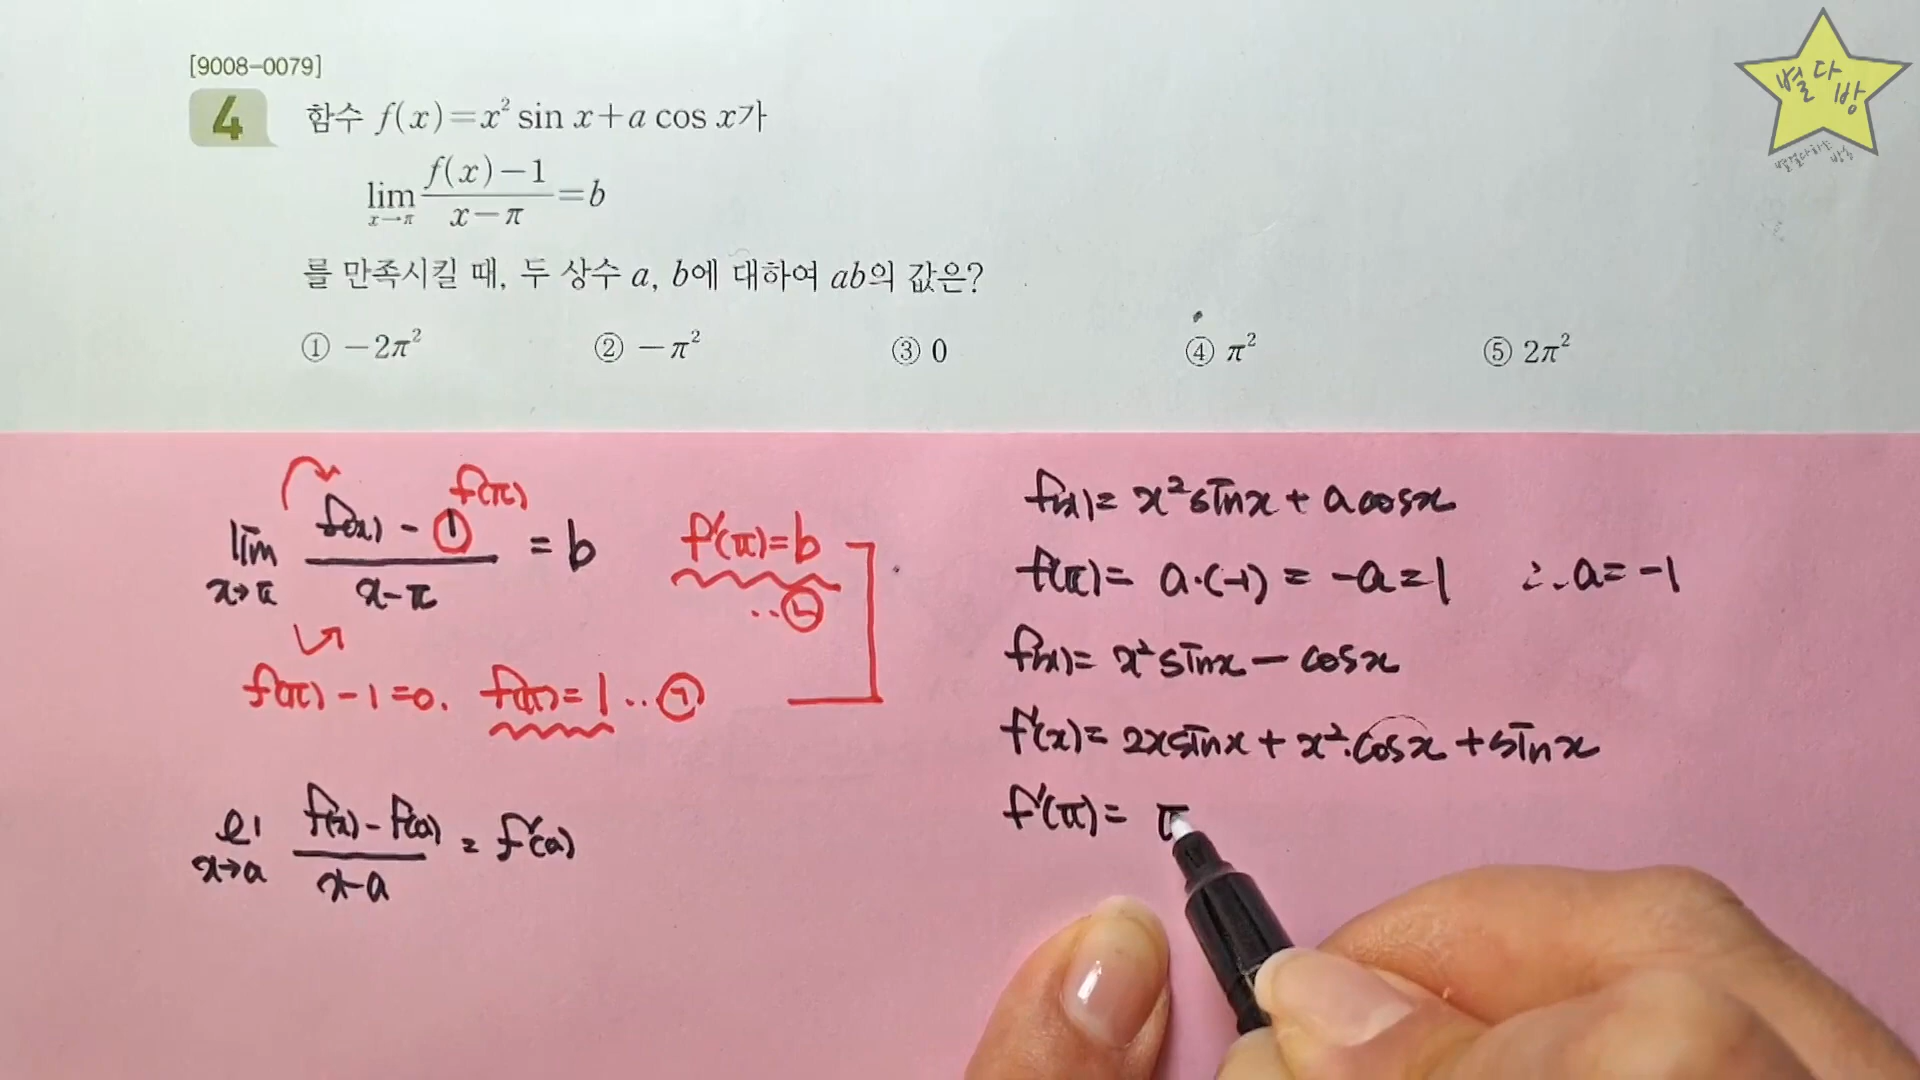 [9008-0079]
4 함수 f(x)=x² sin x+a cos x가
lim x→π f(x)-1 / x-π =b
를 만족시킬 때, 두 상수 a, b에 대하여 ab의 값은?
① -2π² ② -π² ③ 0 ④ π² ⑤ 2π²
별다방
lim x→π f(x)-① / x-π = b
f(π)
f'(π)=b
··㉡
f(π)-1=0. f(π)=1 ··㉠
li x→a f(x)-f(a) / x-a = f'(a)
f(x)= x²sinx+acosx
f(π)= a·(-1) = -a=1 ∴ a=-1
f(x)= x²sinx-cosx
f'(x)= 2xsinx+x²·cosx+sinx
f'(π)= π